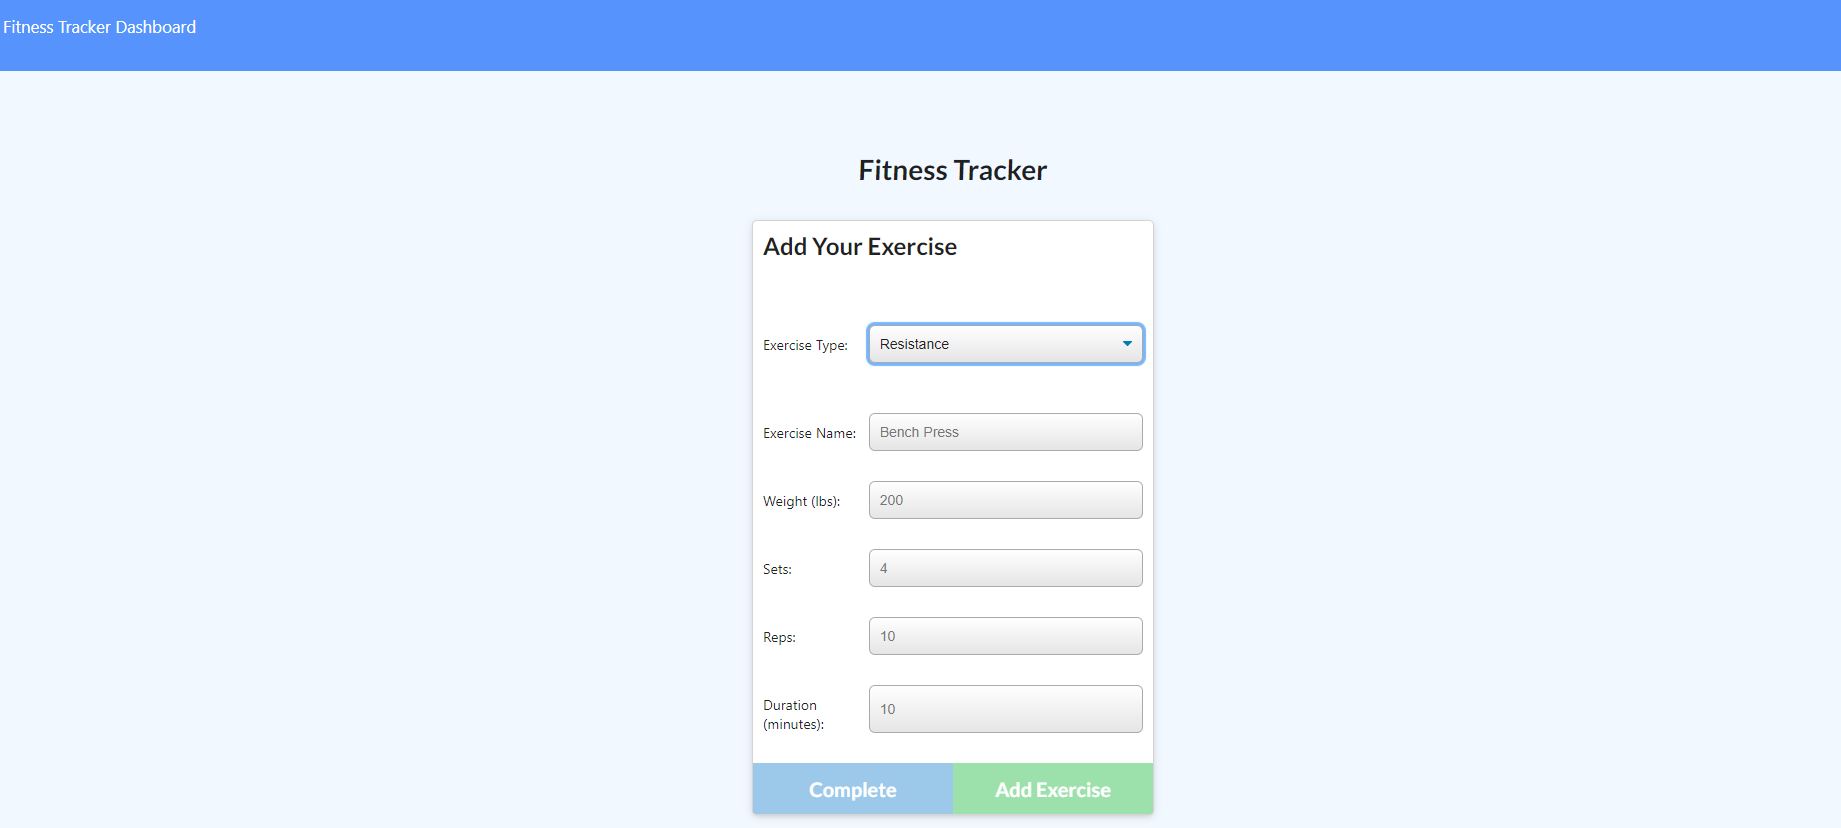 Fitness Tracker Dashboard
Fitness Tracker
Add Your Exercise
Exercise Type: Resistance
Exercise Name: Bench Press
Weight (lbs): 200
Sets: 4
Reps: 10
Duration
(minutes): 10
Complete Add Exercise